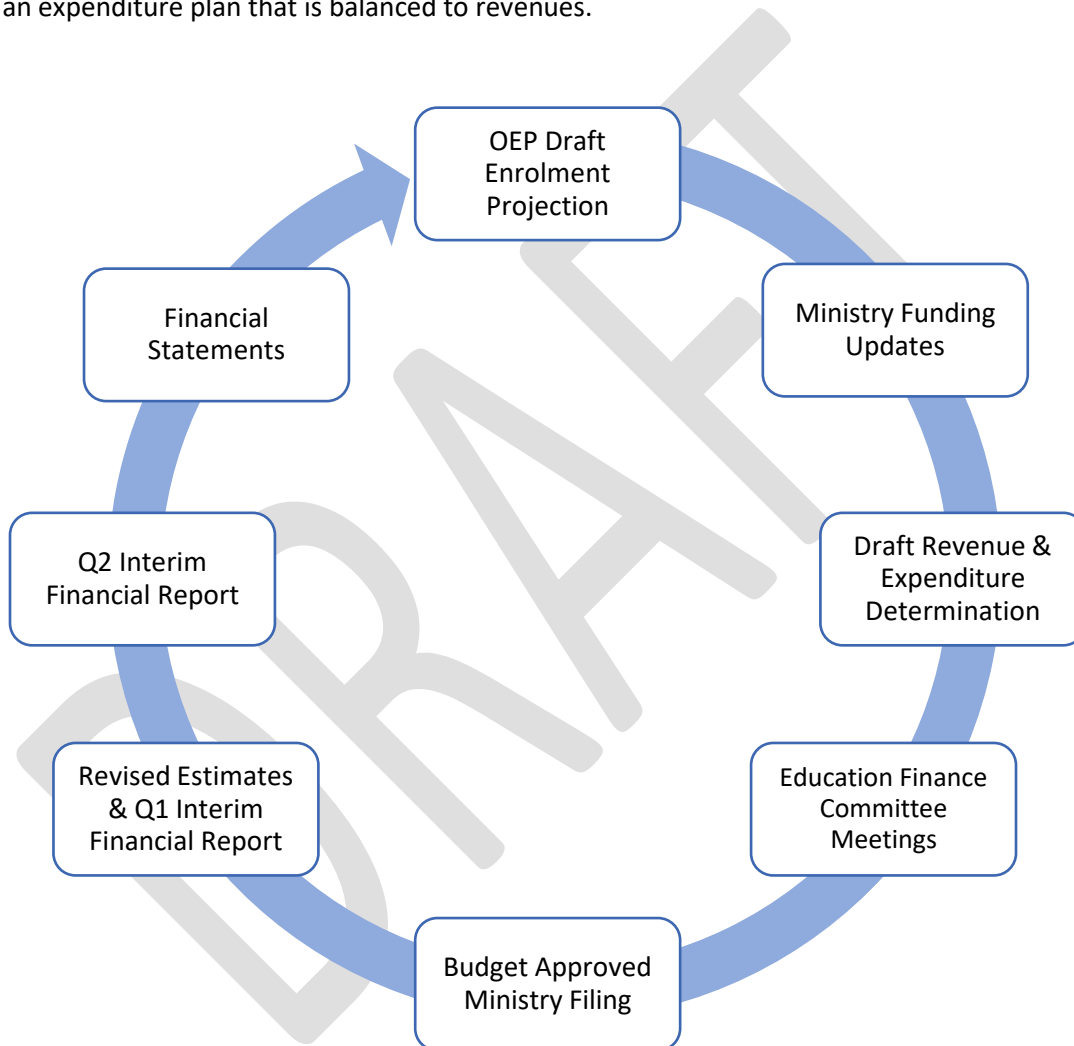 an expenditure plan that is balanced to revenues.
OEP Draft
Enrolment
Projection
Ministry Funding
Updates
Draft Revenue &
Expenditure
Determination
Education Finance
Committee
Meetings
Budget Approved
Ministry Filing
Revised Estimates
& Q1 Interim
Financial Report
Q2 Interim
Financial Report
Financial
Statements
DRAFT